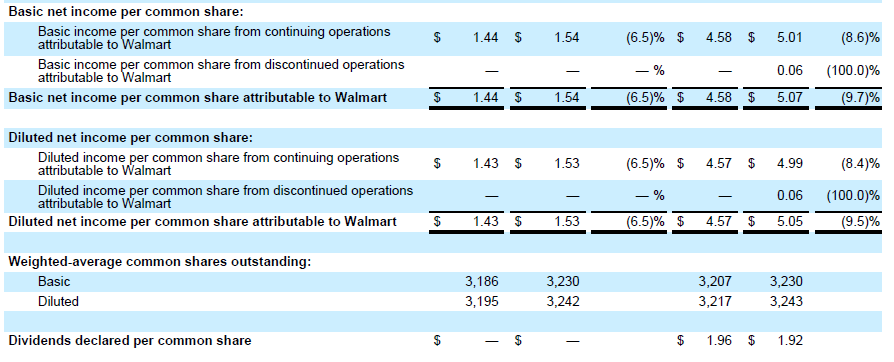 Basic net income per common share:
Basic income per common share from continuing operations
attributable to Walmart $ 1.44 $ 1.54 (6.5)% $ 4.58 $ 5.01 (8.6)%
Basic income per common share from discontinued operations
attributable to Walmart — — — % — 0.06 (100.0)%
Basic net income per common share attributable to Walmart $ 1.44 $ 1.54 (6.5)% $ 4.58 $ 5.07 (9.7)%
Diluted net income per common share:
Diluted income per common share from continuing operations
attributable to Walmart $ 1.43 $ 1.53 (6.5)% $ 4.57 $ 4.99 (8.4)%
Diluted income per common share from discontinued operations
attributable to Walmart — — — % — 0.06 (100.0)%
Diluted net income per common share attributable to Walmart $ 1.43 $ 1.53 (6.5)% $ 4.57 $ 5.05 (9.5)%
Weighted-average common shares outstanding:
Basic 3,186 3,230 3,207 3,230
Diluted 3,195 3,242 3,217 3,243
Dividends declared per common share $ — $ — $ 1.96 $ 1.92